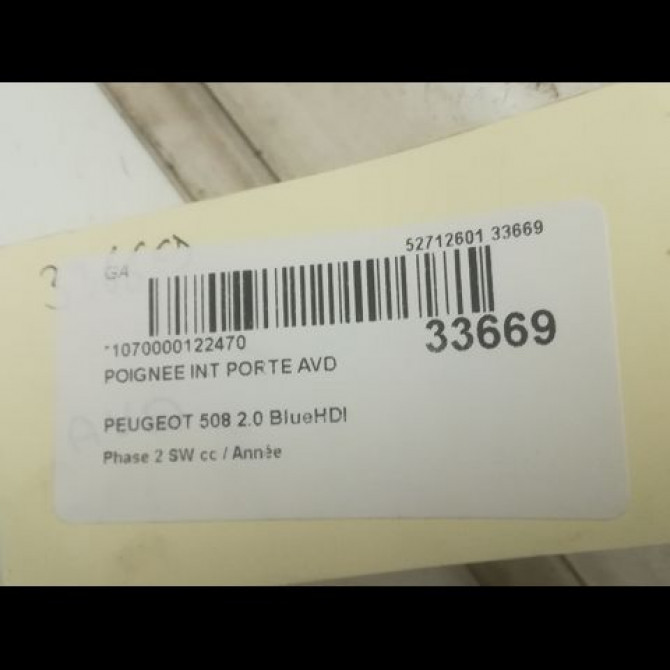 GA
52712601 33669
*1070000122470
33669
POIGNEE INT PORTE AVD
PEUGEOT 508 2.0 BlueHDI
Phase 2 SW cc / Année